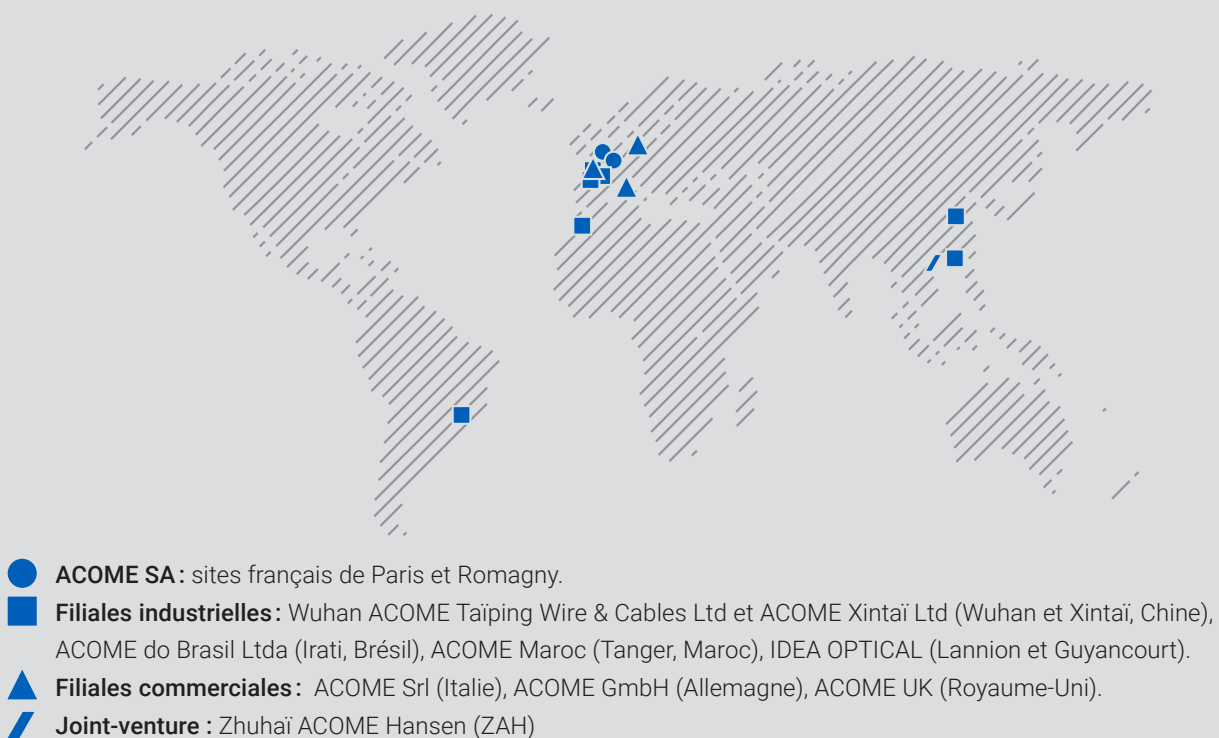 ACOME SA : sites français de Paris et Romagny.
Filiales industrielles : Wuhan ACOME Taïping Wire & Cables Ltd et ACOME Xintaï Ltd (Wuhan et Xintaï, Chine),
ACOME do Brasil Ltda (Irati, Brésil), ACOME Maroc (Tanger, Maroc), IDEA OPTICAL (Lannion et Guyancourt).
Filiales commerciales : ACOME Srl (Italie), ACOME GmbH (Allemagne), ACOME UK (Royaume-Uni).
Joint-venture : Zhuhaï ACOME Hansen (ZAH)